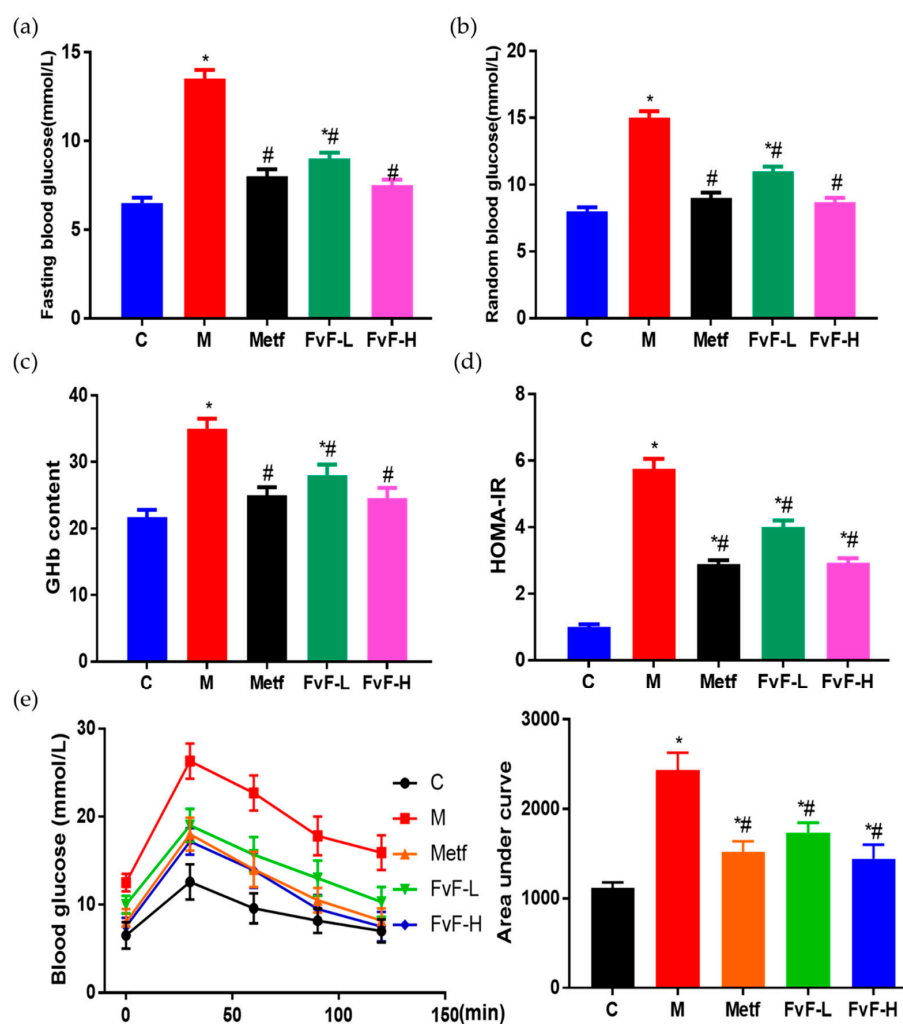 (a)
Fasting blood glucose(mmol/L)
15
10
5
0
*
#
*#
#
C M Metf FvF-L FvF-H
(b)
Random blood glucose(mmol/L)
20
15
10
5
0
*
#
*#
#
C M Metf FvF-L FvF-H
(c)
GHb content
40
30
20
10
0
*
#
*#
#
C M Metf FvF-L FvF-H
(d)
HOMA-IR
8
6
4
2
0
*
*#
*#
*#
C M Metf FvF-L FvF-H
(e)
Blood glucose (mmol/L)
30
20
10
0
0 50 100 150(min)
C
M
Metf
FvF-L
FvF-H
Area under curve
3000
2000
1000
0
*
*#
*#
*#
C M Metf FvF-L FvF-H